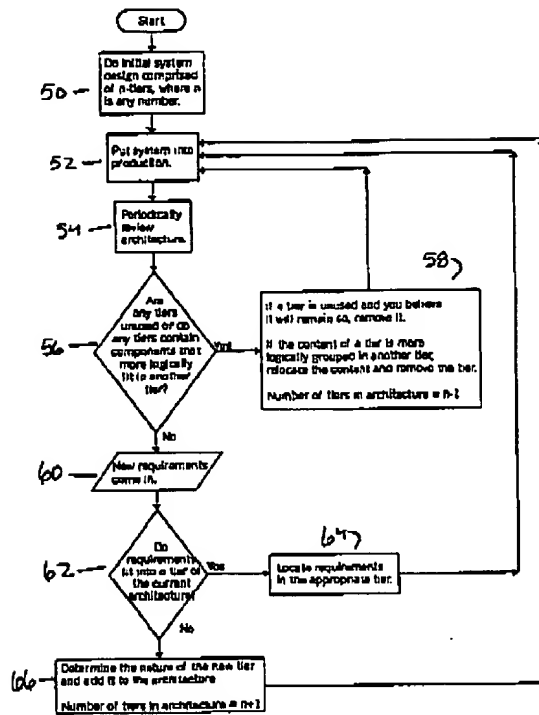 Start
50
Do initial system
design comprised
of n-tiers, where n
is any number.
52
Put system into
production.
54
Periodically
review
architecture.
56
Are
any tiers
unused or do
any tiers contain
components that
more logically
fit in another
tier?
Yes
58
If a tier is unused and you believe
it will remain so, remove it.
If the content of a tier is more
logically grouped in another tier,
relocate the content and remove the tier.
Number of tiers in architecture = n-1
No
60
New requirements
come in.
62
Do
requirements
fit into a tier of
the current
architecture?
Yes
64
Locate requirements
in the appropriate tier.
No
66
Determine the nature of the new tier
and add it to the architecture
Number of tiers in architecture = n+1